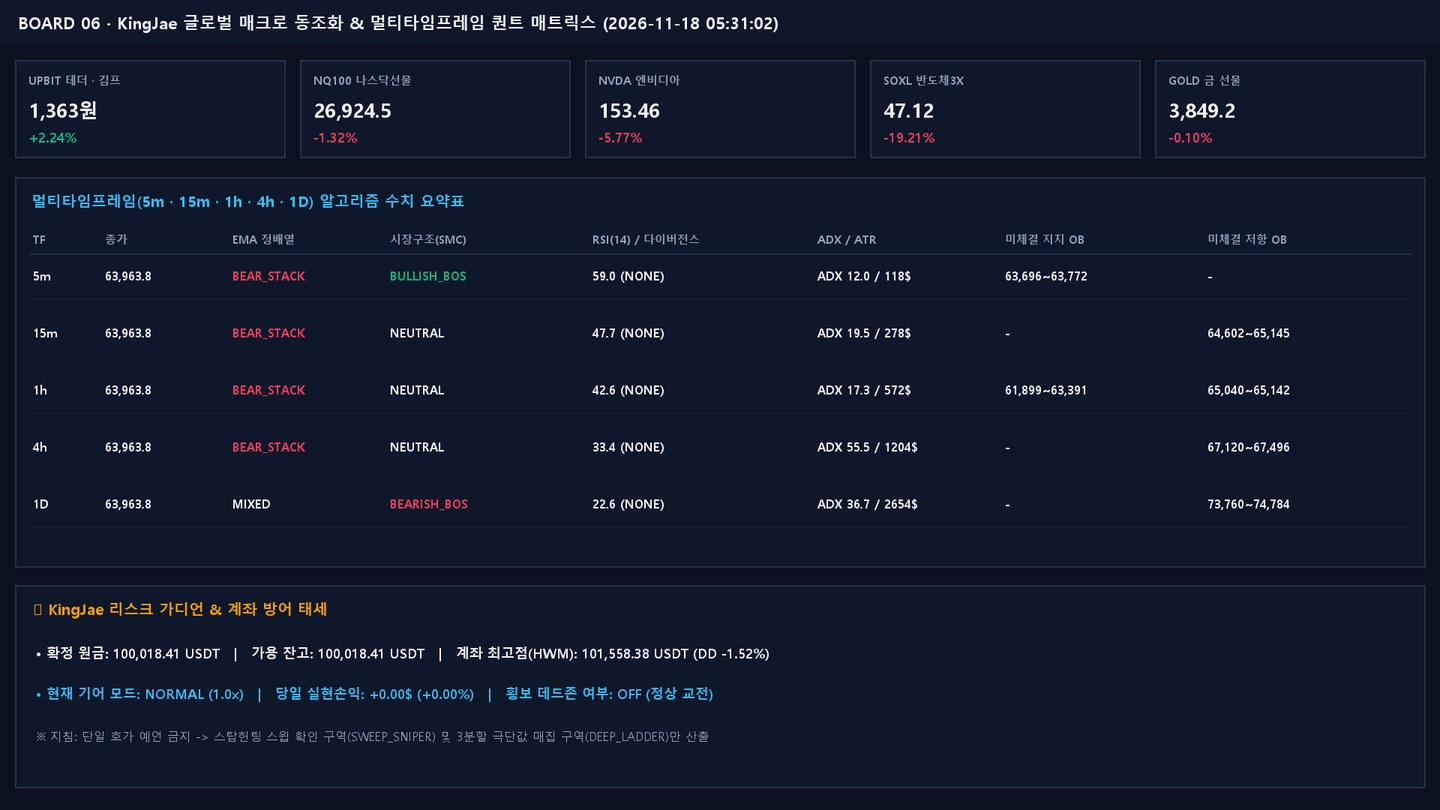 BOARD 06 · KingJae 글로벌 매크로 동조화 & 멀티타임프레임 퀀트 매트릭스 (2026-11-18 05:31:02)
UPBIT 테더 · 김프
1,363원
+2.24%
NQ100 나스닥선물
26,924.5
-1.32%
NVDA 엔비디아
153.46
-5.77%
SOXL 반도체3X
47.12
-19.21%
GOLD 금 선물
3,849.2
-0.10%
멀티타임프레임(5m · 15m · 1h · 4h · 1D) 알고리즘 수치 요약표
TF 종가 EMA 정배열 시장구조(SMC) RSI(14) / 다이버전스 ADX / ATR 미체결 지지 OB 미체결 저항 OB
5m 63,963.8 BEAR_STACK BULLISH_BOS 59.0 (NONE) ADX 12.0 / 118$ 63,696~63,772 -
15m 63,963.8 BEAR_STACK NEUTRAL 47.7 (NONE) ADX 19.5 / 278$ - 64,602~65,145
1h 63,963.8 BEAR_STACK NEUTRAL 42.6 (NONE) ADX 17.3 / 572$ 61,899~63,391 65,040~65,142
4h 63,963.8 BEAR_STACK NEUTRAL 33.4 (NONE) ADX 55.5 / 1204$ - 67,120~67,496
1D 63,963.8 MIXED BEARISH_BOS 22.6 (NONE) ADX 36.7 / 2654$ - 73,760~74,784
KingJae 리스크 가디언 & 계좌 방어 태세
• 확정 원금: 100,018.41 USDT | 가용 잔고: 100,018.41 USDT | 계좌 최고점(HWM): 101,558.38 USDT (DD -1.52%)
• 현재 기어 모드: NORMAL (1.0x) | 당일 실현손익: +0.00$ (+0.00%) | 횡보 데드존 여부: OFF (정상 교전)
※ 지침: 단일 호가 예언 금지 -> 스탑헌팅 스윕 확인 구역(SWEEP_SNIPER) 및 3분할 극단값 매집 구역(DEEP_LADDER)만 산출